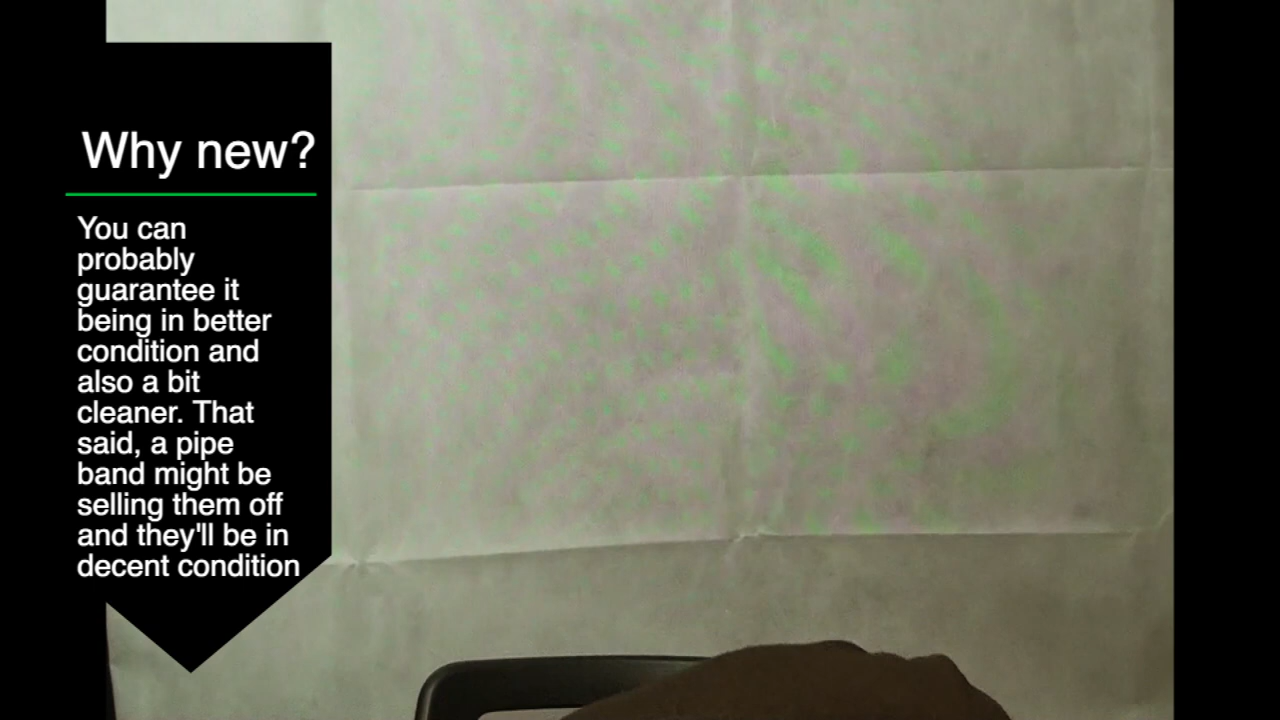 Why new?
You can
probably
guarantee it
being in better
condition and
also a bit
cleaner. That
said, a pipe
band might be
selling them off
and they'll be in
decent condition